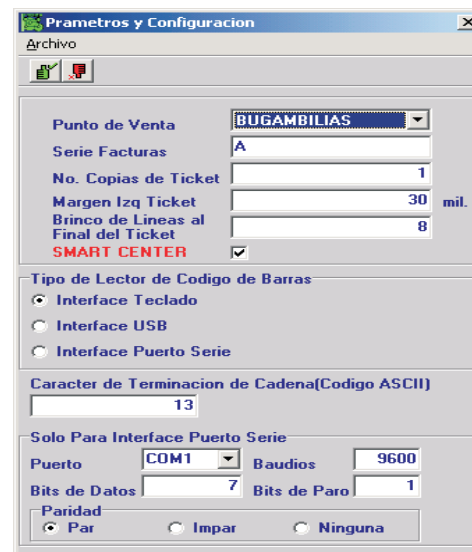 Prametros y Configuracion
Archivo
Punto de Venta BUGAMBILIAS
Serie Facturas A
No. Copias de Ticket 1
Margen Izq Ticket 30 mil.
Brinco de Lineas al
Final del Ticket 8
SMART CENTER
Tipo de Lector de Codigo de Barras
Interface Teclado
Interface USB
Interface Puerto Serie
Caracter de Terminacion de Cadena(Codigo ASCII)
13
Solo Para Interface Puerto Serie
Puerto COM1 Baudios 9600
Bits de Datos 7 Bits de Paro 1
Paridad
Par Impar Ninguna